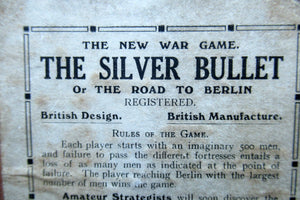 THE NEW WAR GAME.
THE SILVER BULLET
Or THE ROAD TO BERLIN
REGISTERED.
British Design. British Manufacture.
RULES OF THE GAME.
Each player starts with an imaginary 500 men,
and failure to pass the different fortresses entails a
loss of as many men as indicated at the point of
failure. The player reaching Berlin with the largest
number of men wins the game.
Amateur Strategists will soon discover the